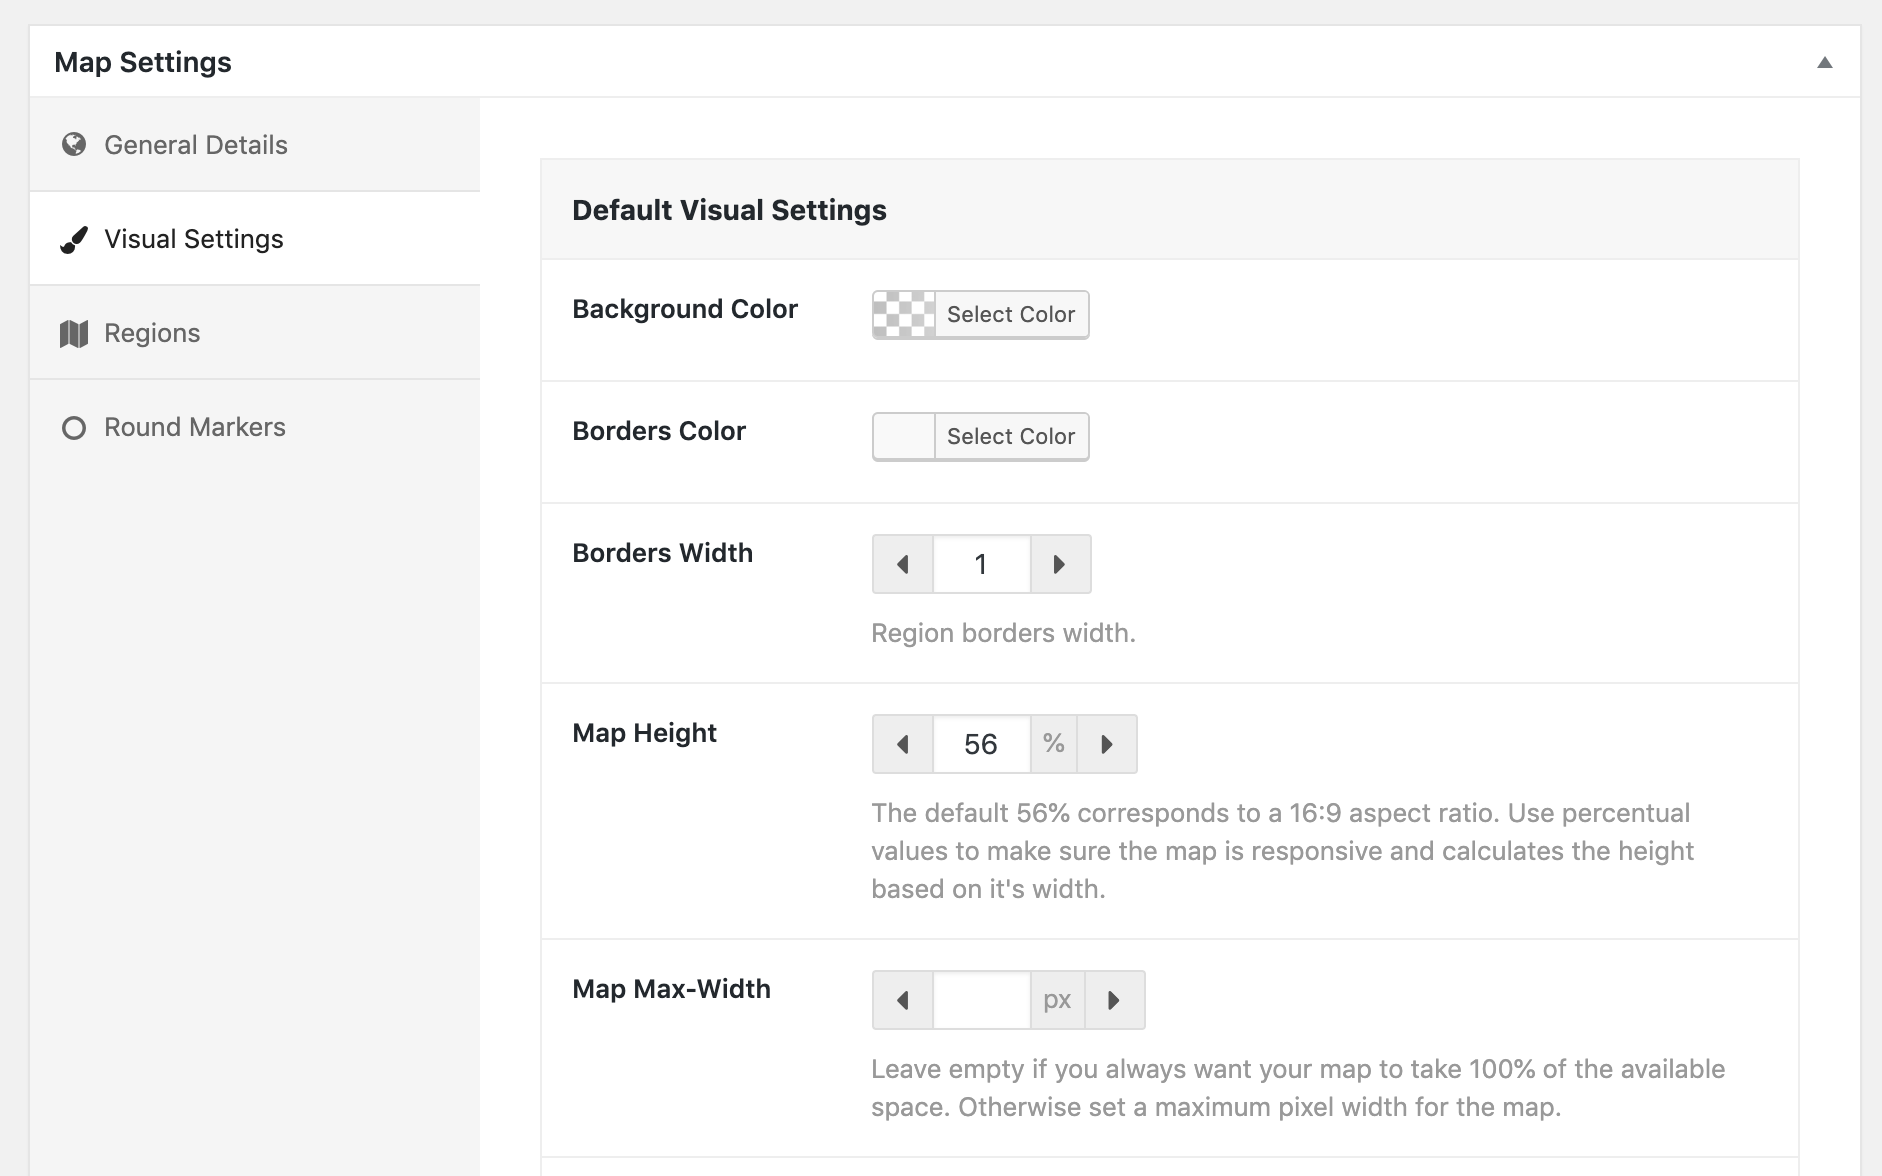 Map Settings
General Details
Visual Settings
Regions
Round Markers
Default Visual Settings
Background Color
Select Color
Borders Color
Select Color
Borders Width
1
Region borders width.
Map Height
56 %
The default 56% corresponds to a 16:9 aspect ratio. Use percentual
values to make sure the map is responsive and calculates the height
based on it's width.
Map Max-Width
px
Leave empty if you always want your map to take 100% of the available
space. Otherwise set a maximum pixel width for the map.